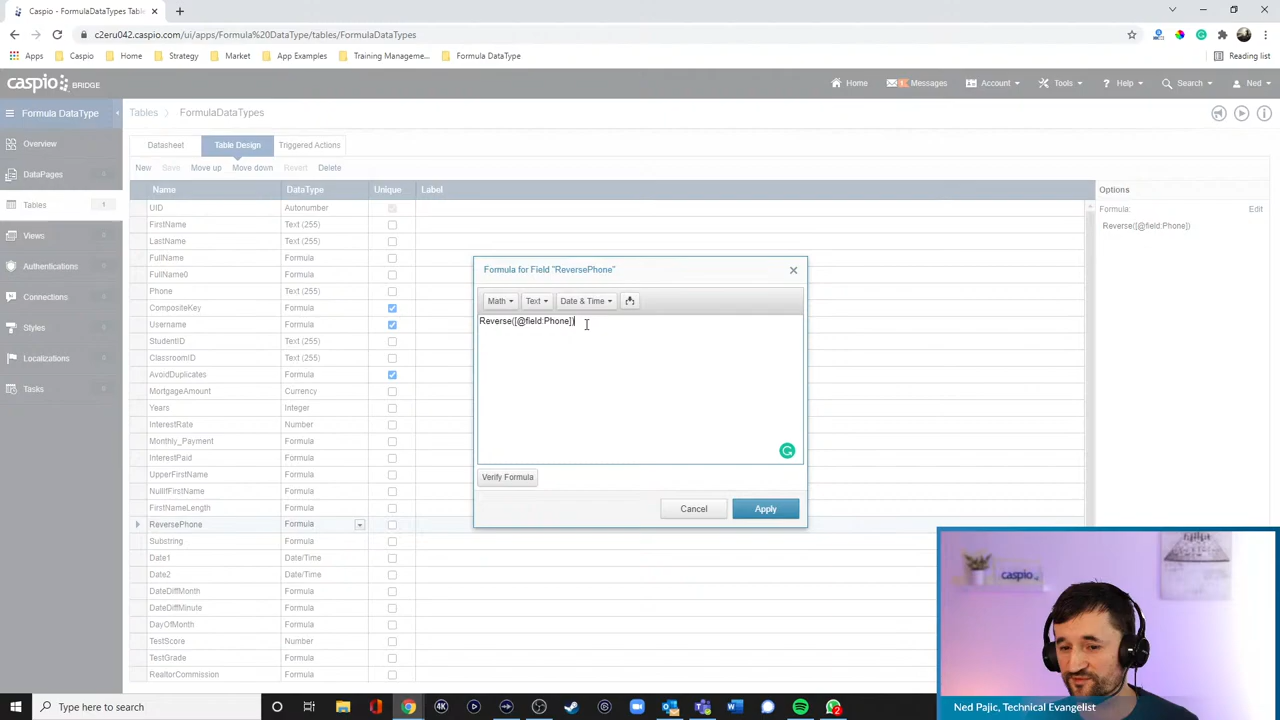 Caspio - FormulaDataTypes
c2eru042.caspio.com/ui/apps/Formula%20DataType/tables/FormulaDataTypes
Apps Caspio Home Strategy Market App Examples Training Manageme... Formula DataType Reading list
caspio BRIDGE Home Messages Account Tools ? Help Search Ned
Formula DataType
Tables FormulaDataTypes
Overview
DataPages 4
Tables 1
Views 0
Authentications 0
Connections
Styles
Localizations
Tasks 0
Datasheet Table Design Triggered Actions
New Save Move up Move down Revert Delete
Name DataType Unique Label
UID Autonumber
FirstName Text (255)
LastName Text (255)
FullName Formula
FullName0 Formula
Phone Text (255)
CompositeKey Formula
Username Formula
StudentID Text (255)
ClassroomID Text (255)
AvoidDuplicates Formula
MortgageAmount Currency
Years Integer
InterestRate Number
Monthly_Payment Formula
InterestPaid Formula
UpperFirstName Formula
NullIfFirstName Formula
FirstNameLength Formula
ReversePhone Formula
Substring Formula
Date1 Date/Time
Date2 Date/Time
DateDiffMonth Formula
DateDiffMinute Formula
DayOfMonth Formula
TestScore Number
TestGrade Formula
RealtorCommission Formula
Options
Formula: Edit
Reverse([@field:Phone])
Formula for Field "ReversePhone"
Math Text Date & Time
Reverse([@field:Phone])
Verify Formula
Cancel Apply
caspio
Ned Pajic, Technical Evangelist
Type here to search
4K
2